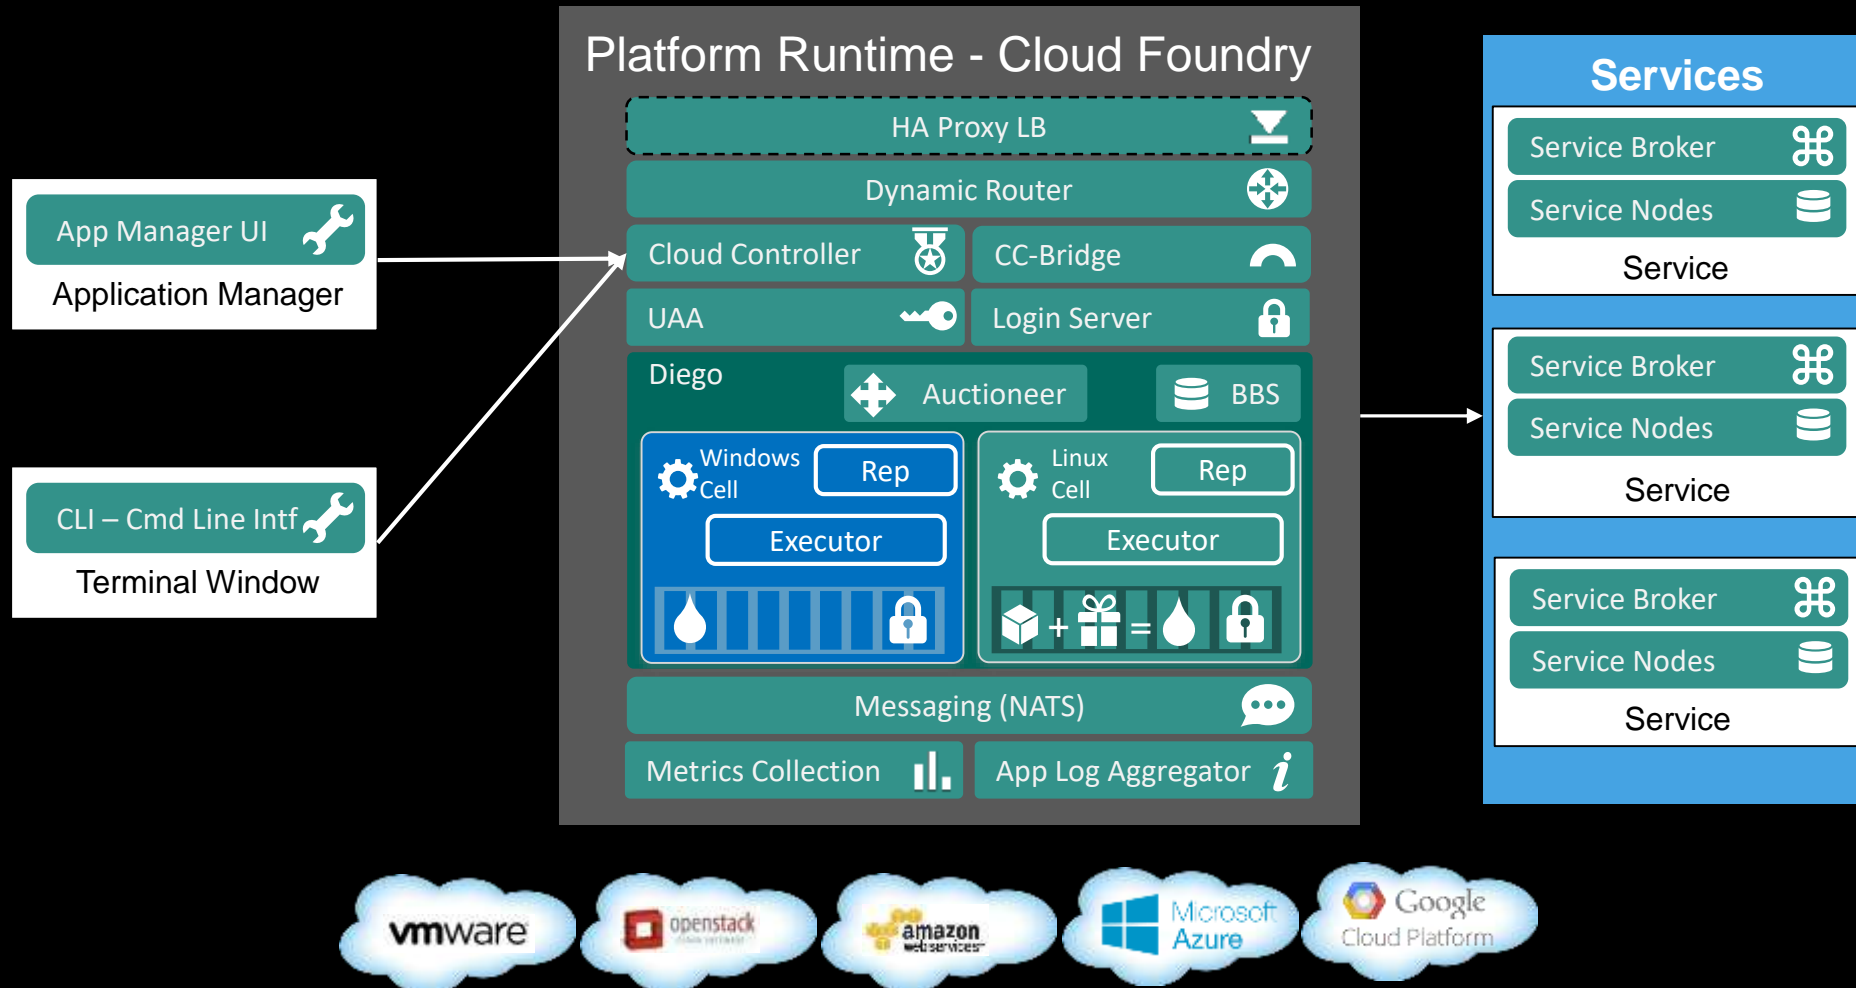 Platform Runtime - Cloud Foundry
HA Proxy LB
Dynamic Router
Cloud Controller
CC-Bridge
UAA
Login Server
Diego
Auctioneer
BBS
Windows
Cell
Rep
Executor
Linux
Cell
Rep
Executor
+
=
Messaging (NATS)
Metrics Collection
App Log Aggregator
App Manager UI
Application Manager
CLI – Cmd Line Intf
Terminal Window
Services
Service Broker
Service Nodes
Service
Service Broker
Service Nodes
Service
Service Broker
Service Nodes
Service
vmware
openstack
amazon
webservices
Microsoft
Azure
Google
Cloud Platform